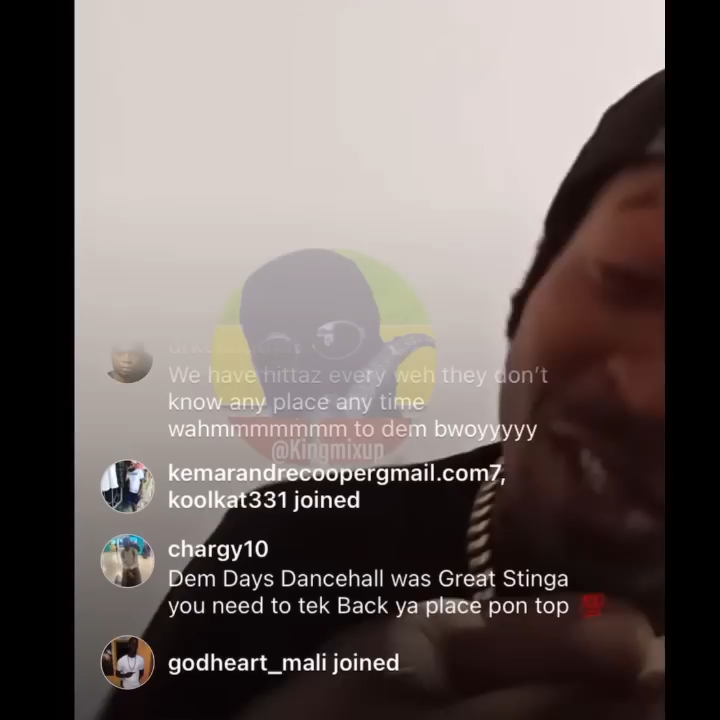 We have hittaz every weh they don't
know any place any time
wahmmmmmmm to dem bwoyyyyy
@Kingmixup
kemarandrecoopergmail.com7,
koolkat331 joined
chargy10
Dem Days Dancehall was Great Stinga
you need to tek Back ya place pon top 💯
godheart_mali joined